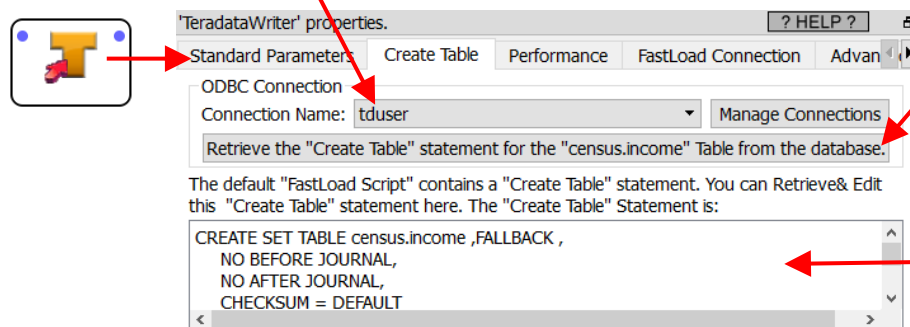 'TeradataWriter' properties.
? HELP ?
Standard Parameters Create Table Performance FastLoad Connection Advan
ODBC Connection
Connection Name: tduser Manage Connections
Retrieve the "Create Table" statement for the "census.income" Table from the database.
The default "FastLoad Script" contains a "Create Table" statement. You can Retrieve& Edit
this "Create Table" statement here. The "Create Table" Statement is:
CREATE SET TABLE census.income ,FALLBACK ,
NO BEFORE JOURNAL,
NO AFTER JOURNAL,
CHECKSUM = DEFAULT